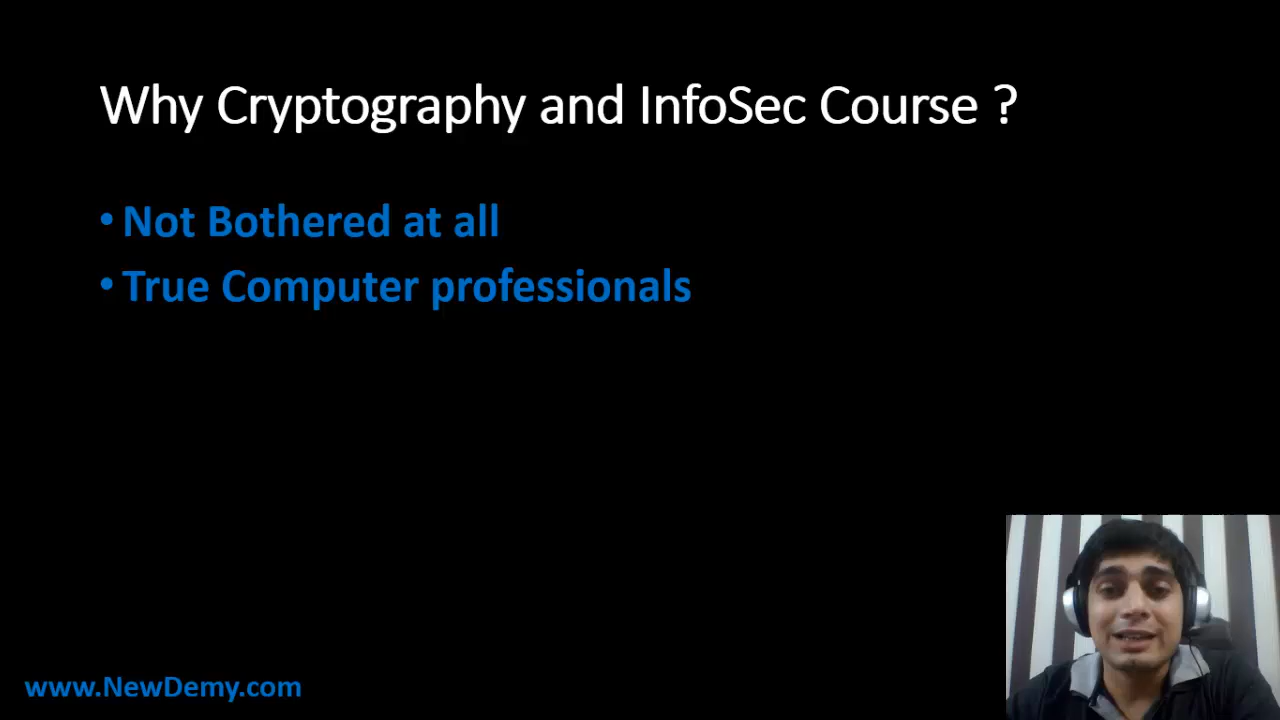 Why Cryptography and InfoSec Course ?
• Not Bothered at all
• True Computer professionals
www.NewDemy.com